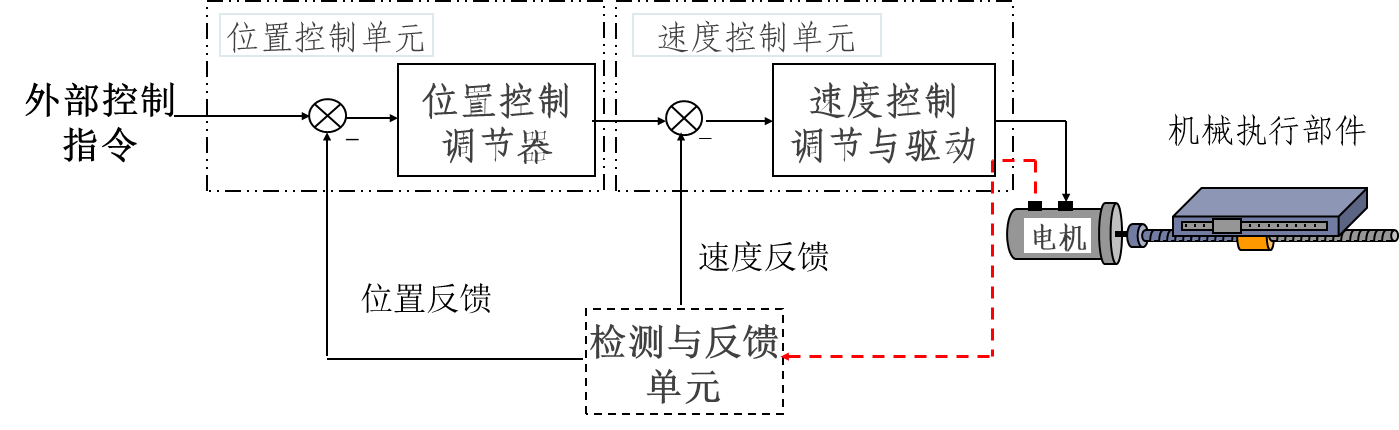 位置控制单元
速度控制单元
外部控制
指令
位置控制
调节器
速度控制
调节与驱动
机械执行部件
电机
速度反馈
位置反馈
检测与反馈
单元